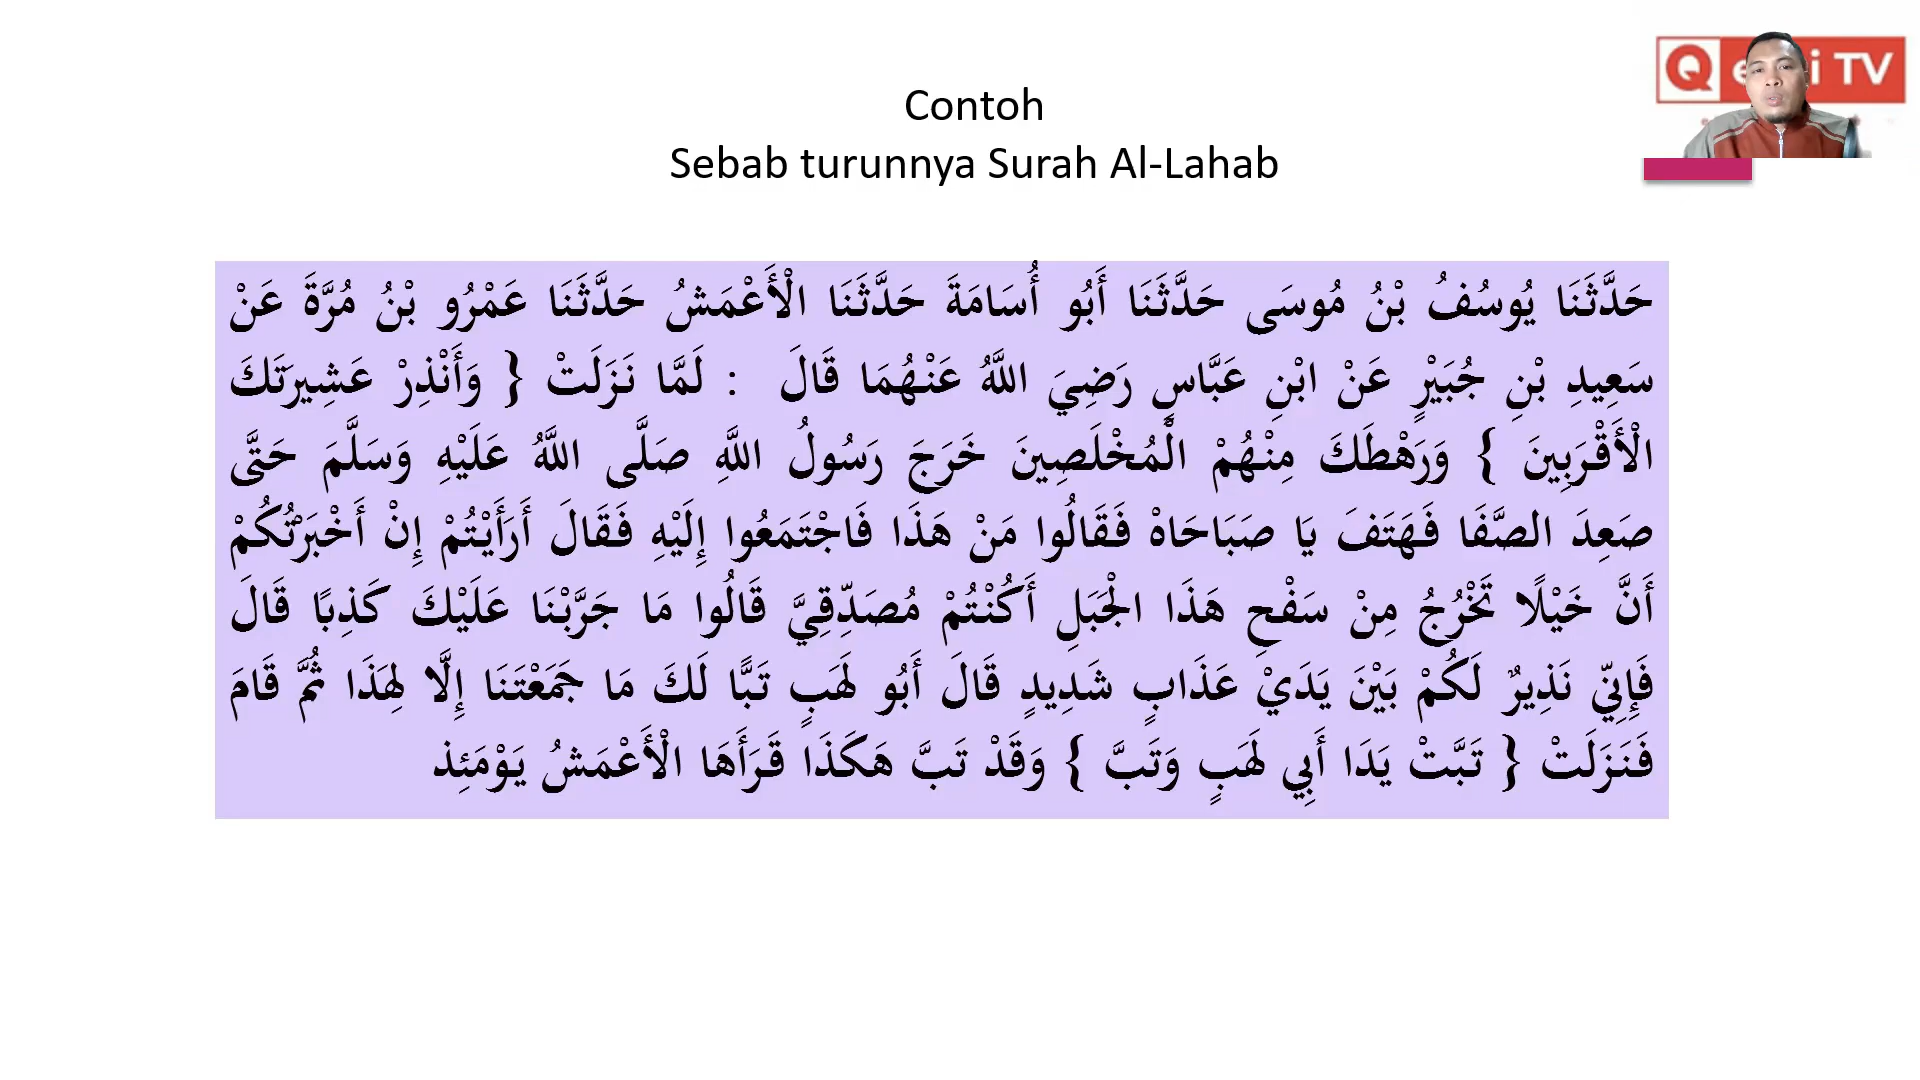 Contoh
Sebab turunnya Surah Al-Lahab
حَدَّثَنَا يُوسُفُ بْنُ مُوسَى حَدَّثَنَا أَبُو أُسَامَةَ حَدَّثَنَا الْأَعْمَشُ حَدَّثَنَا عَمْرُو بْنُ مُرَّةَ عَنْ
سَعِيدِ بْنِ جُبَيْرٍ عَنْ ابْنِ عَبَّاسٍ رَضِيَ اللَّهُ عَنْهُمَا قَالَ : لَمَّا نَزَلَتْ { وَأَنْذِرْ عَشِيرَتَكَ
الْأَقْرَبِينَ } وَرَهْطَكَ مِنْهُمْ الْمُخْلَصِينَ خَرَجَ رَسُولُ اللَّهِ صَلَّى اللَّهُ عَلَيْهِ وَسَلَّمَ حَتَّى
صَعِدَ الصَّفَا فَهَتَفَ يَا صَبَاحَاهْ فَقَالُوا مَنْ هَذَا فَاجْتَمَعُوا إِلَيْهِ فَقَالَ أَرَأَيْتُمْ إِنْ أَخْبَرْتُكُمْ
أَنَّ خَيْلًا تَخْرُجُ مِنْ سَفْحِ هَذَا الْجَبَلِ أَكُنْتُمْ مُصَدِّقِيَّ قَالُوا مَا جَرَّبْنَا عَلَيْكَ كَذِبًا قَالَ
فَإِنِّي نَذِيرٌ لَكُمْ بَيْنَ يَدَيْ عَذَابٍ شَدِيدٍ قَالَ أَبُو لَهَبٍ تَبًّا لَكَ مَا جَمَعْتَنَا إِلَّا لِهَذَا ثُمَّ قَامَ
فَنَزَلَتْ { تَبَّتْ يَدَا أَبِي لَهَبٍ وَتَبَّ } وَقَدْ تَبَّ هَكَذَا قَرَأَهَا الْأَعْمَشُ يَوْمَئِذ
TV